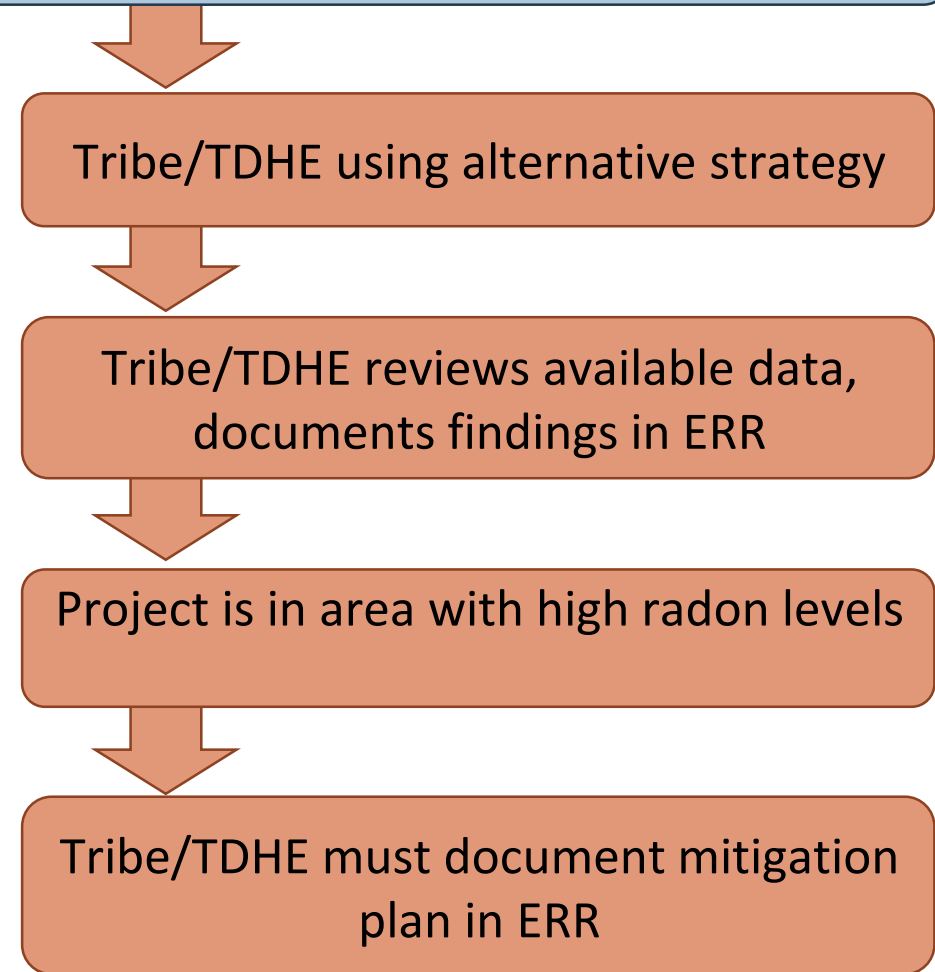 Tribe/TDHE using alternative strategy
Tribe/TDHE reviews available data,
documents findings in ERR
Project is in area with high radon levels
Tribe/TDHE must document mitigation
plan in ERR